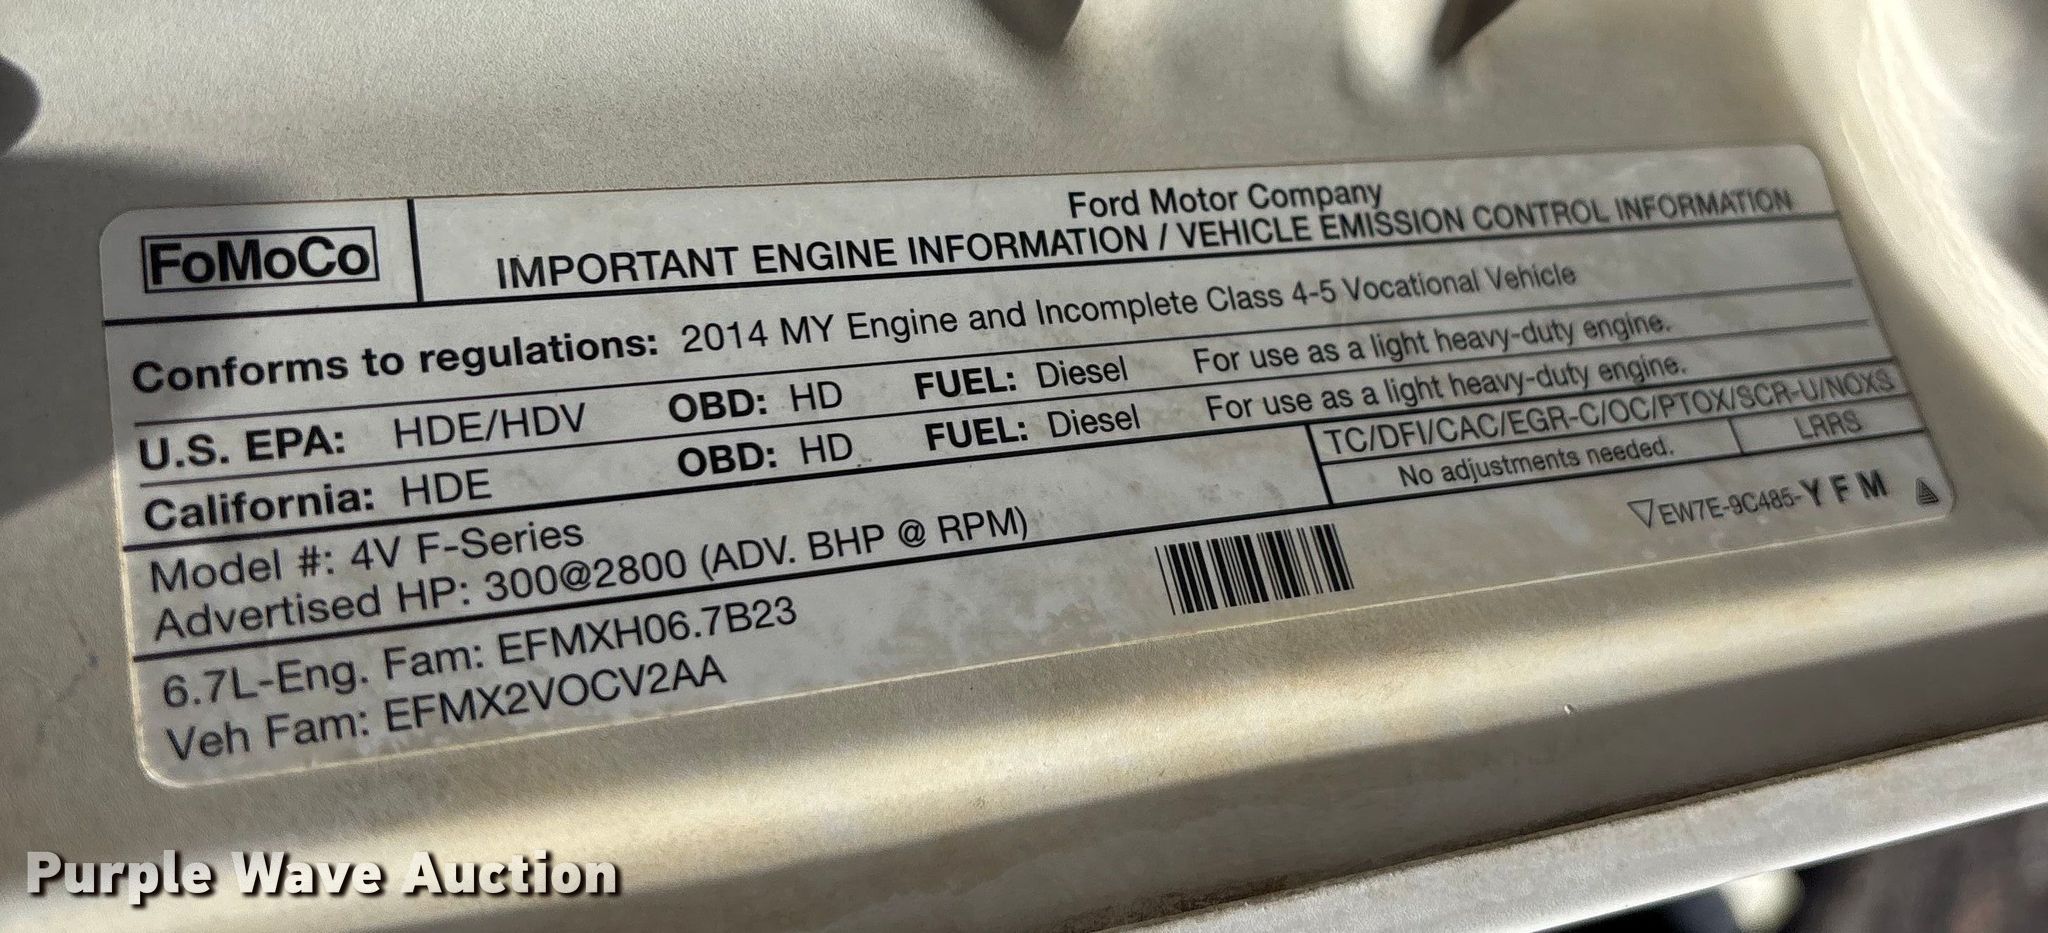 FoMoCo
Ford Motor Company
IMPORTANT ENGINE INFORMATION / VEHICLE EMISSION CONTROL INFORMATION
Conforms to regulations: 2014 MY Engine and Incomplete Class 4-5 Vocational Vehicle
U.S. EPA: HDE/HDV OBD: HD FUEL: Diesel For use as a light heavy-duty engine.
California: HDE OBD: HD FUEL: Diesel For use as a light heavy-duty engine.
Model #: 4V F-Series
Advertised HP: 300@2800 (ADV. BHP @ RPM)
TC/DFI/CAC/EGR-C/OC/PTOX/SCR-U/NOXS
No adjustments needed. LRRS
6.7L-Eng. Fam: EFMXH06.7B23
Veh Fam: EFMX2VOCV2AA
EW7E-9C485-YFM
Purple Wave Auction